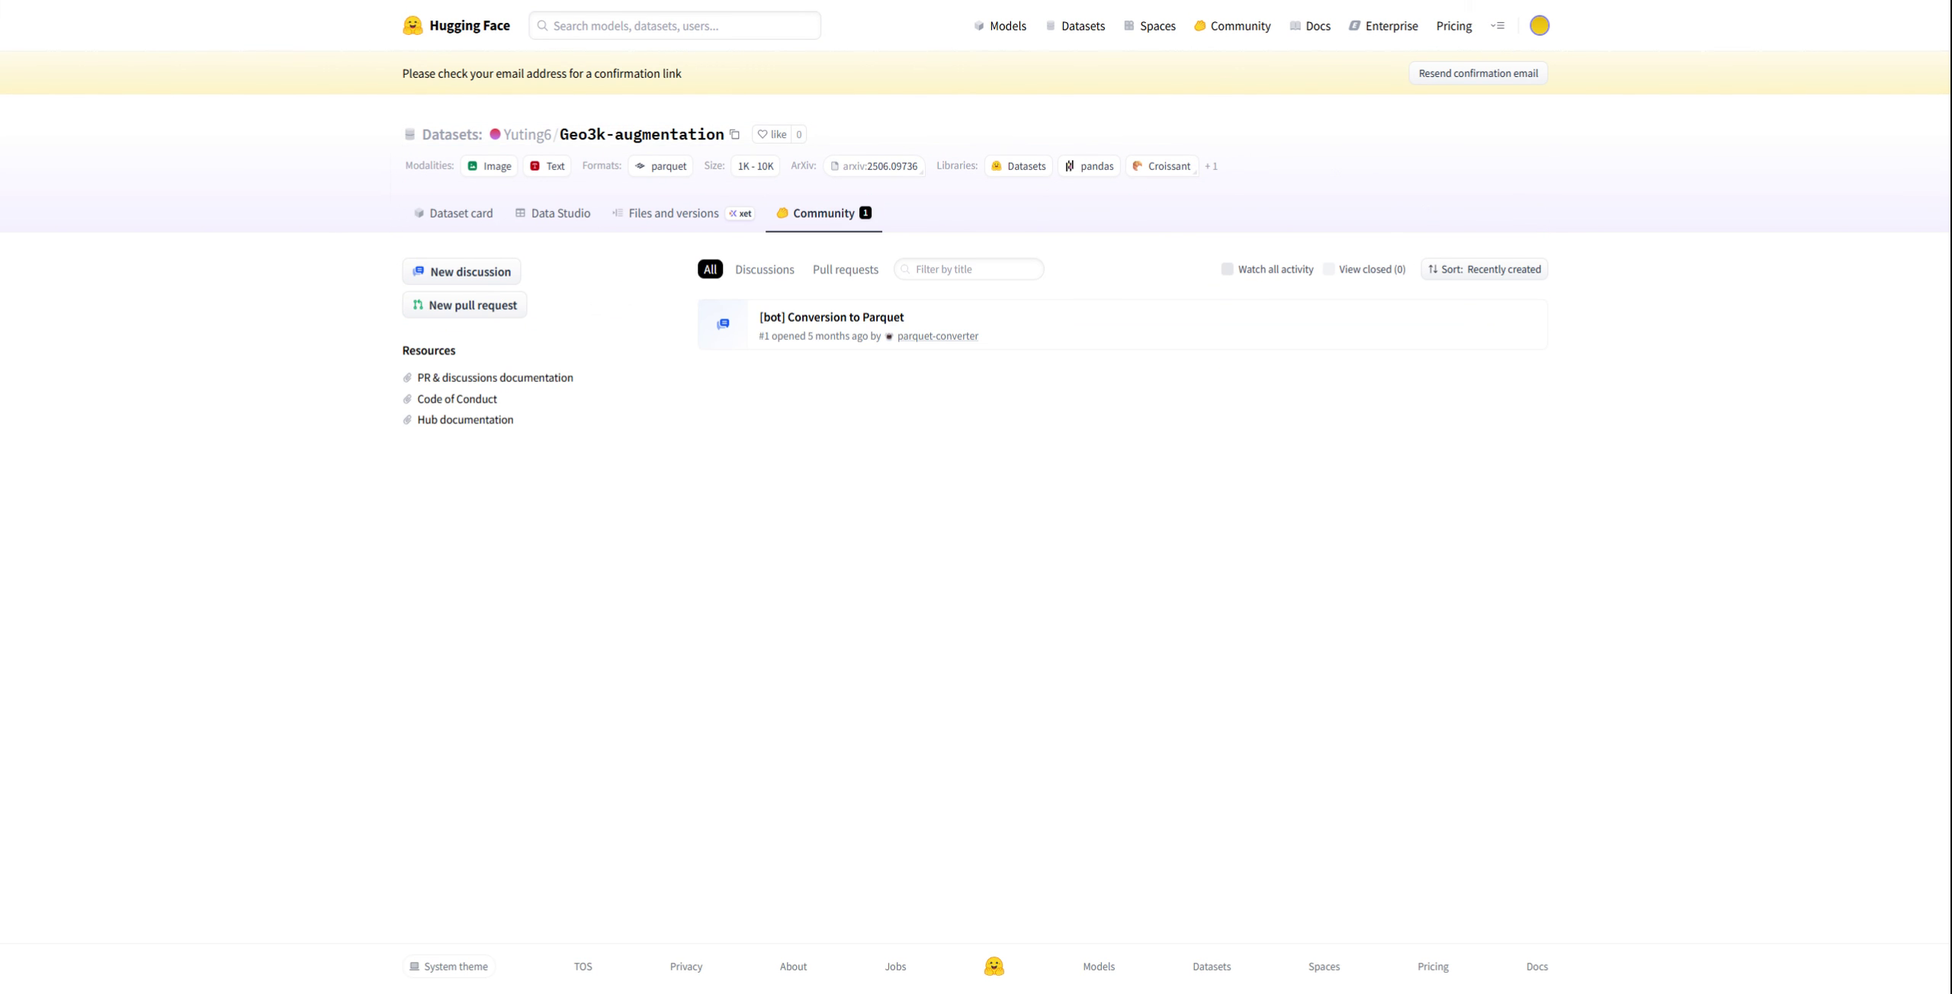 Hugging Face
Search models, datasets, users...
Models
Datasets
Spaces
Community
Docs
Enterprise
Pricing
Please check your email address for a confirmation link
Resend confirmation email
Datasets: Yuting6/Geo3k-augmentation
like 0
Modalities: Image Text Formats: parquet Size: 1K - 10K ArXiv: arxiv:2506.09736 Libraries: Datasets pandas Croissant + 1
Dataset card
Data Studio
Files and versions xet
Community 1
New discussion
New pull request
Resources
PR & discussions documentation
Code of Conduct
Hub documentation
All
Discussions
Pull requests
Filter by title
Watch all activity
View closed (0)
Sort: Recently created
[bot] Conversion to Parquet
#1 opened 5 months ago by parquet-converter
System theme
TOS
Privacy
About
Jobs
Models
Datasets
Spaces
Pricing
Docs